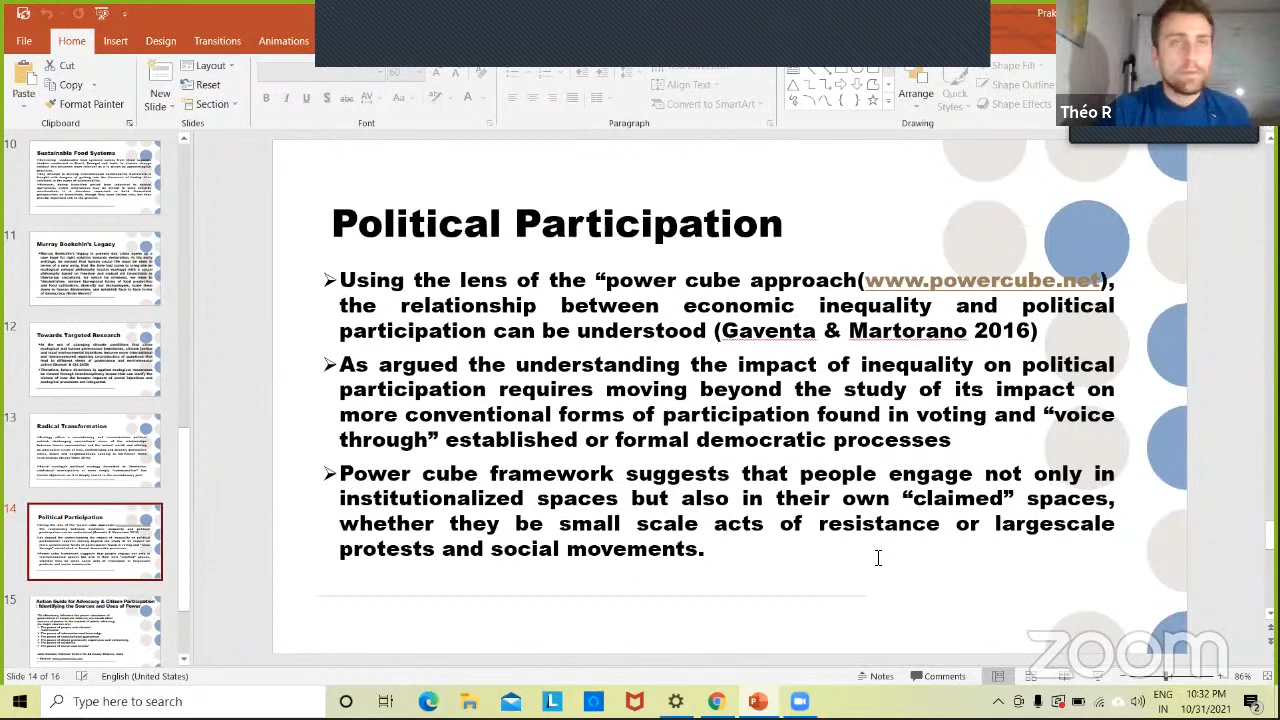 Prak
File Home Insert Design Transitions Animations
Cut
Copy
Format Painter
Paste
Clipboard
New
Slide
Layout
Reset
Section
Slides
60
Align Text
Convert to SmartArt
Paragraph
Arrange
Quick
Styles
Shape Fill
Shape Outline
Shape Effects
Drawing
Théo R
10
Sustainable Food Systems
11
Murray Bookchin's Legacy
12
Towards Targeted Research
13
Radical Transformation
14
Political Participation
15
Action Guide for Advocacy & Citizen Participation
: Identifying the Sources and Uses of Power
Political Participation
➢Using the lens of the “power cube approach(www.powercube.net),
the relationship between economic inequality and political
participation can be understood (Gaventa & Martorano 2016)
➢As argued the understanding the impact of inequality on political
participation requires moving beyond the study of its impact on
more conventional forms of participation found in voting and “voice
through” established or formal democratic processes
➢Power cube framework suggests that people engage not only in
institutionalized spaces but also in their own “claimed” spaces,
whether they be small scale acts of resistance or largescale
protests and social movements.
zoom
Slide 14 of 16 English (United States) Notes Comments 86%
Type here to search
ENG
IN
10:32 PM
10/31/2021
2